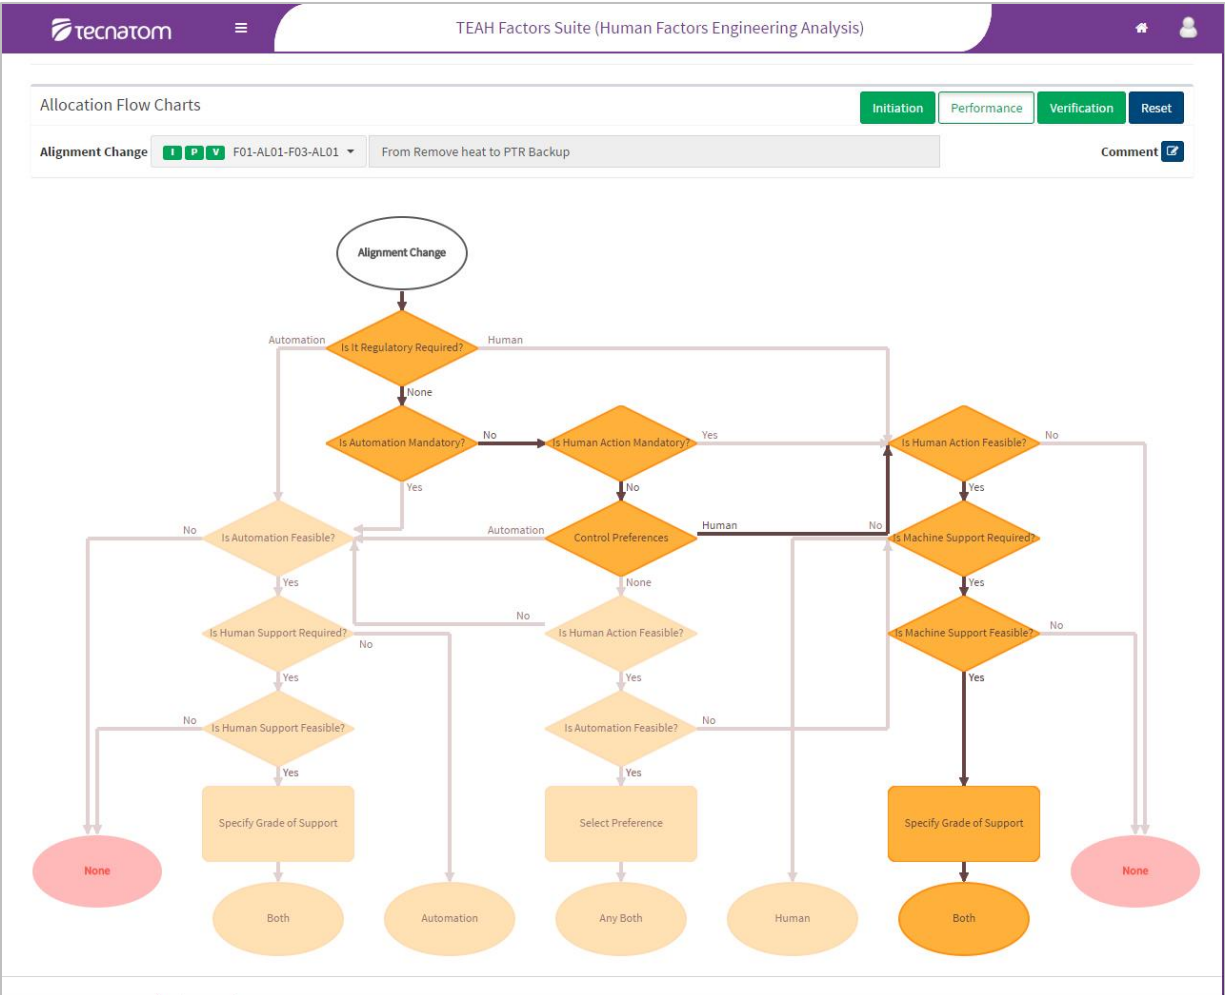 TECNATOM
TEAH Factors Suite (Human Factors Engineering Analysis)
Allocation Flow Charts
Initiation
Performance
Verification
Reset
Alignment Change
I P V F01-AL01-F03-AL01
From Remove heat to PTR Backup
Comment
Alignment Change
Automation
Is It Regulatory Required?
Human
None
Is Automation Mandatory?
No
Is Human Action Mandatory?
Yes
Is Human Action Feasible?
No
Yes
No
Yes
No
Is Automation Feasible?
Automation
Control Preferences
Human
No
Is Machine Support Required?
Yes
None
Yes
Is Human Support Required?
No
No
Is Human Action Feasible?
Is Machine Support Feasible?
No
Yes
Yes
Yes
No
Is Human Support Feasible?
Is Automation Feasible?
No
Yes
Yes
Specify Grade of Support
Select Preference
Specify Grade of Support
None
None
Both
Automation
Any Both
Human
Both